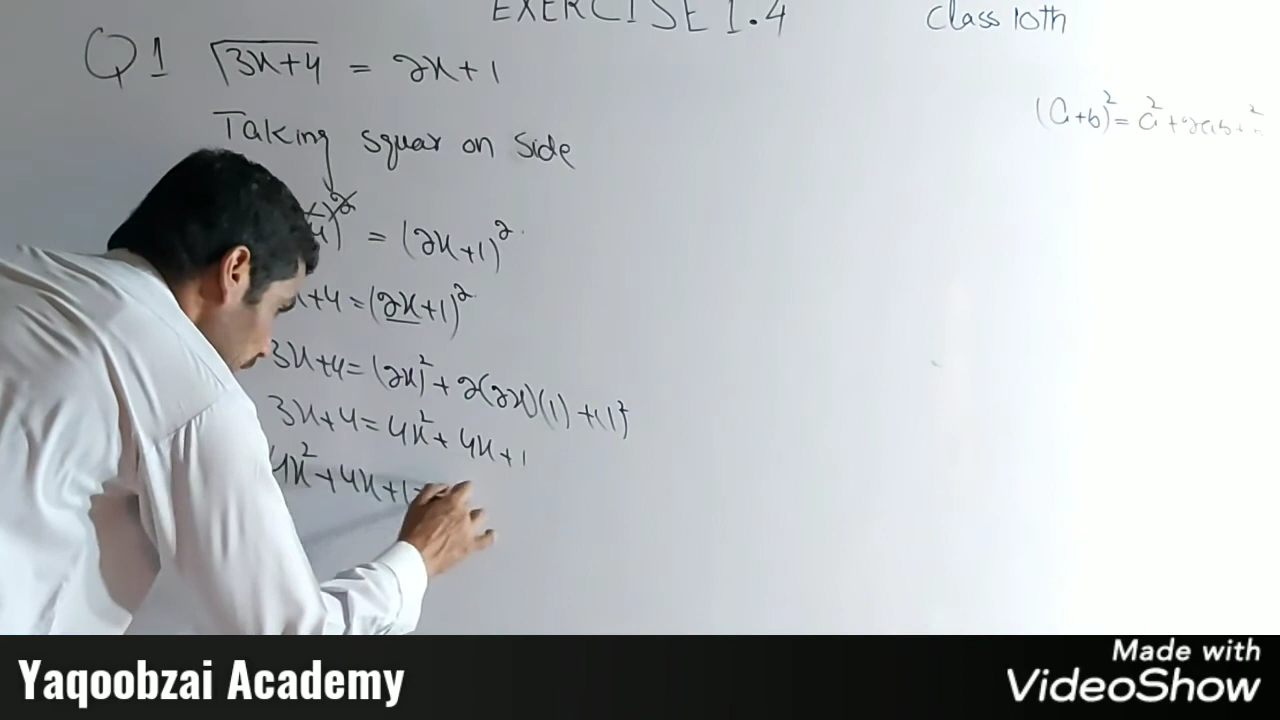 EXERCISE 1.4
Class 10th
Q1 √3x+4 = 2x+1
(a+b)² = a² + 2ab +
Taking squar on Side
)² = (2x+1)²
x+4 = (2x+1)²
3x+4 = (2x)² + 2(2x)(1) + (1)²
3x+4 = 4x² + 4x + 1
4x² + 4x + 1
Yaqoobzai Academy
Made with
VideoShow